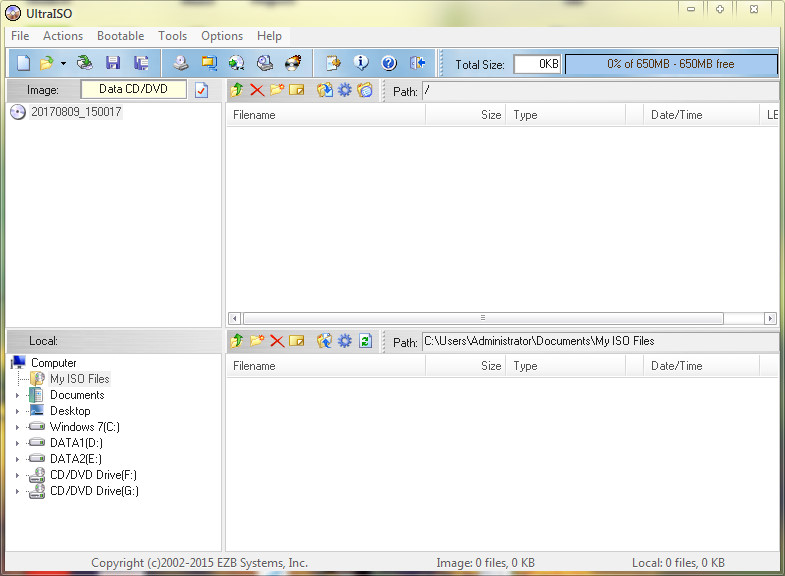 UltraISO
File Actions Bootable Tools Options Help
Total Size: 0KB 0% of 650MB - 650MB free
Image: Data CD/DVD Path: /
20170809_150017
Filename Size Type Date/Time LE
Local: Path: C:\Users\Administrator\Documents\My ISO Files
Filename Size Type Date/Time
Computer
My ISO Files
Documents
Desktop
Windows 7(C:)
DATA1(D:)
DATA2(E:)
CD/DVD Drive(F:)
CD/DVD Drive(G:)
Copyright (c)2002-2015 EZB Systems, Inc. Image: 0 files, 0 KB Local: 0 files, 0 KB